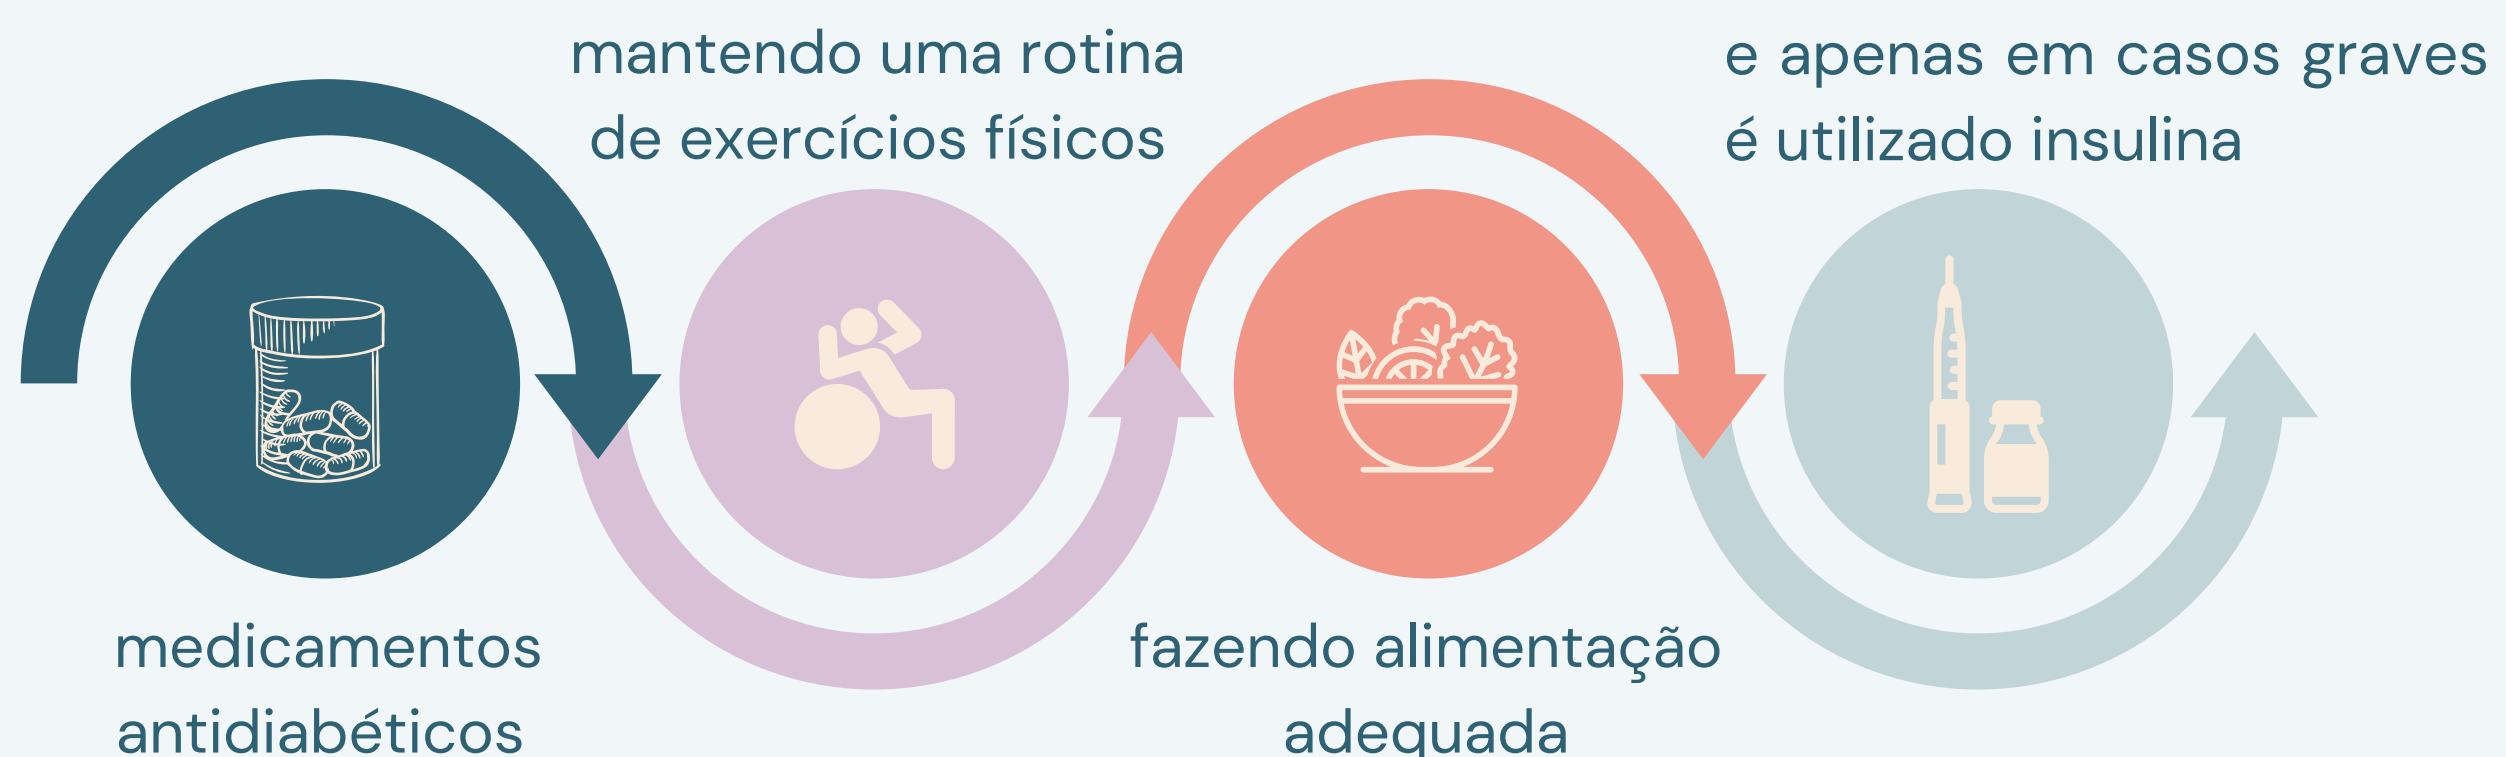 medicamentos
antidiabéticos
mantendo uma rotina
de exercícios físicos
fazendo alimentação
adequada
e apenas em casos graves
é utilizado insulina